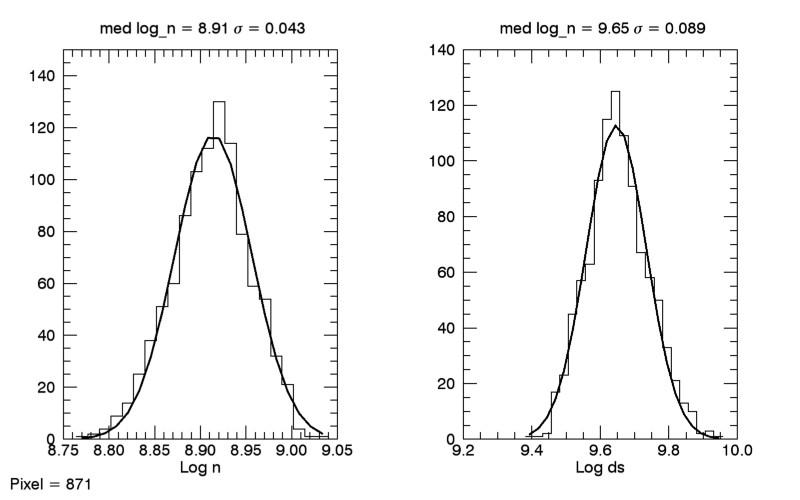 med log_n = 8.91 σ = 0.043
140
120
100
80
60
40
20
0
8.75 8.80 8.85 8.90 8.95 9.00 9.05
Log n
med log_n = 9.65 σ = 0.089
140
120
100
80
60
40
20
0
9.2 9.4 9.6 9.8 10.0
Log ds
Pixel = 871